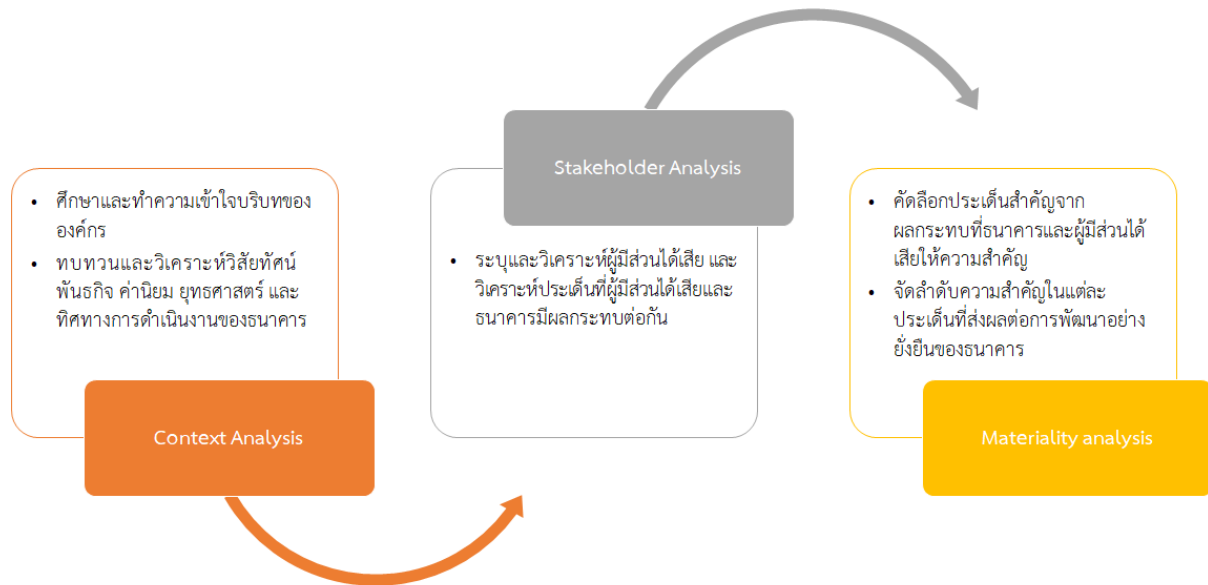 • ศึกษาและทำความเข้าใจบริบทของ
องค์กร
• ทบทวนและวิเคราะห์วิสัยทัศน์
พันธกิจ ค่านิยม ยุทธศาสตร์ และ
ทิศทางการดำเนินงานของธนาคาร
Context Analysis
Stakeholder Analysis
• ระบุและวิเคราะห์ผู้มีส่วนได้เสีย และ
วิเคราะห์ประเด็นที่ผู้มีส่วนได้เสียและ
ธนาคารมีผลกระทบต่อกัน
• คัดลือกประเด็นสำคัญจาก
ผลกระทบที่ธนาคารและผู้มีส่วนได้
เสียให้ความสำคัญ
• จัดลำดับความสำคัญในแต่ละ
ประเด็นที่ส่งผลต่อการพัฒนาอย่าง
ยั่งยืนของธนาคาร
Materiality analysis